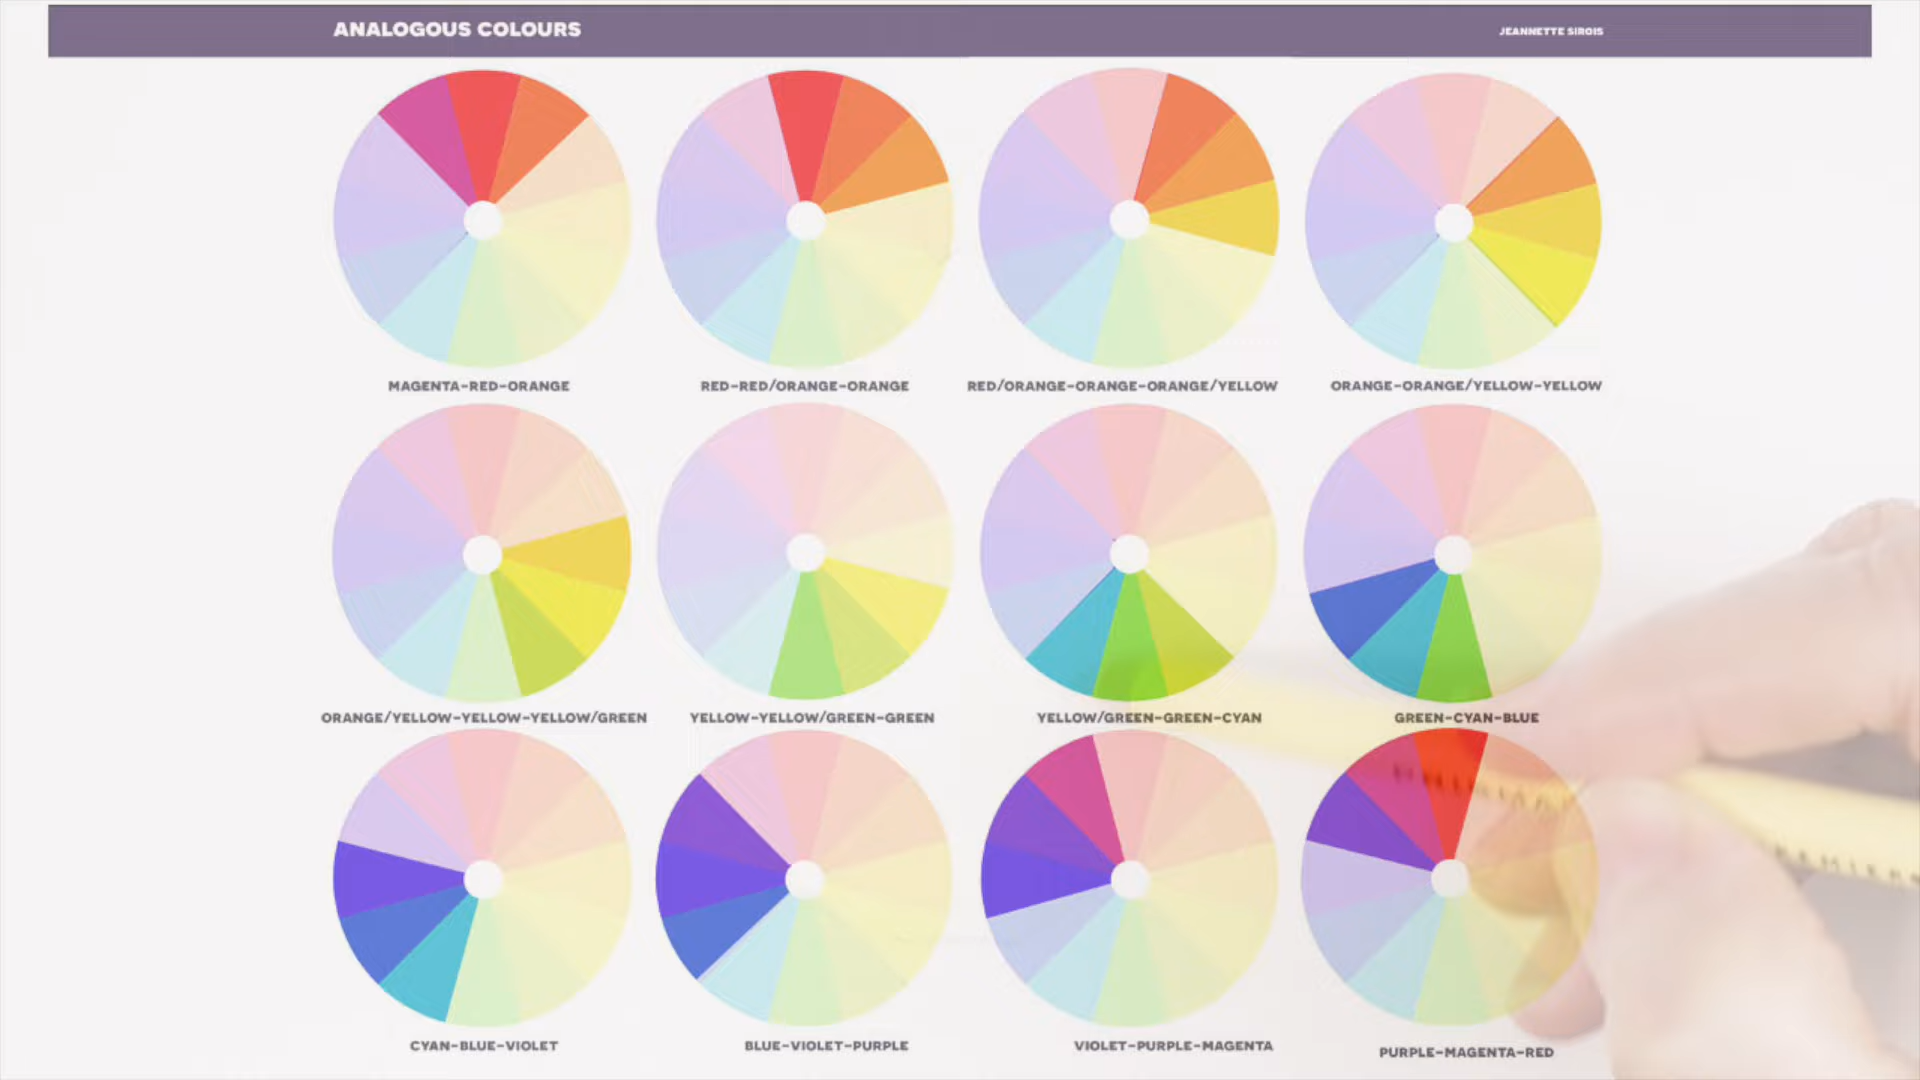 ANALOGOUS COLOURS
JEANNETTE SIROIS
MAGENTA-RED-ORANGE
RED-RED/ORANGE-ORANGE
RED/ORANGE-ORANGE-ORANGE/YELLOW
ORANGE-ORANGE/YELLOW-YELLOW
ORANGE/YELLOW-YELLOW-YELLOW/GREEN
YELLOW-YELLOW/GREEN-GREEN
YELLOW/GREEN-GREEN-CYAN
GREEN-CYAN-BLUE
CYAN-BLUE-VIOLET
BLUE-VIOLET-PURPLE
VIOLET-PURPLE-MAGENTA
PURPLE-MAGENTA-RED